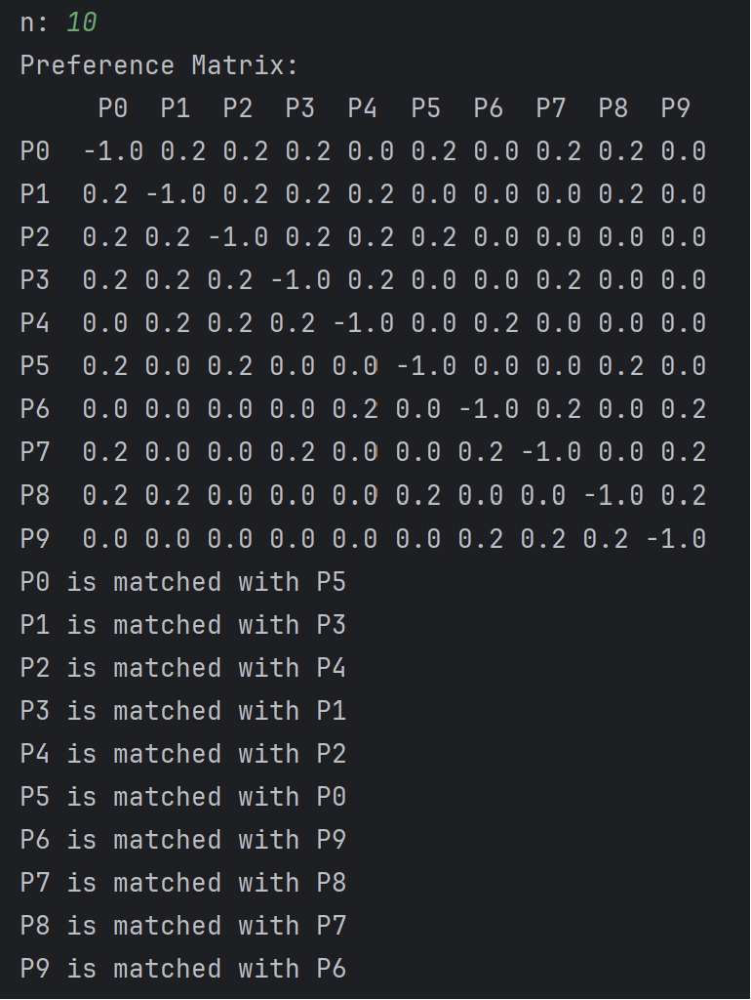 n: 10
Preference Matrix:
     P0  P1  P2  P3  P4  P5  P6  P7  P8  P9
P0  -1.0 0.2 0.2 0.2 0.0 0.2 0.0 0.2 0.2 0.0
P1  0.2 -1.0 0.2 0.2 0.2 0.0 0.0 0.0 0.2 0.0
P2  0.2 0.2 -1.0 0.2 0.2 0.2 0.0 0.0 0.0 0.0
P3  0.2 0.2 0.2 -1.0 0.2 0.0 0.0 0.2 0.0 0.0
P4  0.0 0.2 0.2 0.2 -1.0 0.0 0.2 0.0 0.0 0.0
P5  0.2 0.0 0.2 0.0 0.0 -1.0 0.0 0.0 0.2 0.0
P6  0.0 0.0 0.0 0.0 0.2 0.0 -1.0 0.2 0.0 0.2
P7  0.2 0.0 0.0 0.2 0.0 0.0 0.2 -1.0 0.0 0.2
P8  0.2 0.2 0.0 0.0 0.0 0.2 0.0 0.0 -1.0 0.2
P9  0.0 0.0 0.0 0.0 0.0 0.0 0.2 0.2 0.2 -1.0
P0 is matched with P5
P1 is matched with P3
P2 is matched with P4
P3 is matched with P1
P4 is matched with P2
P5 is matched with P0
P6 is matched with P9
P7 is matched with P8
P8 is matched with P7
P9 is matched with P6